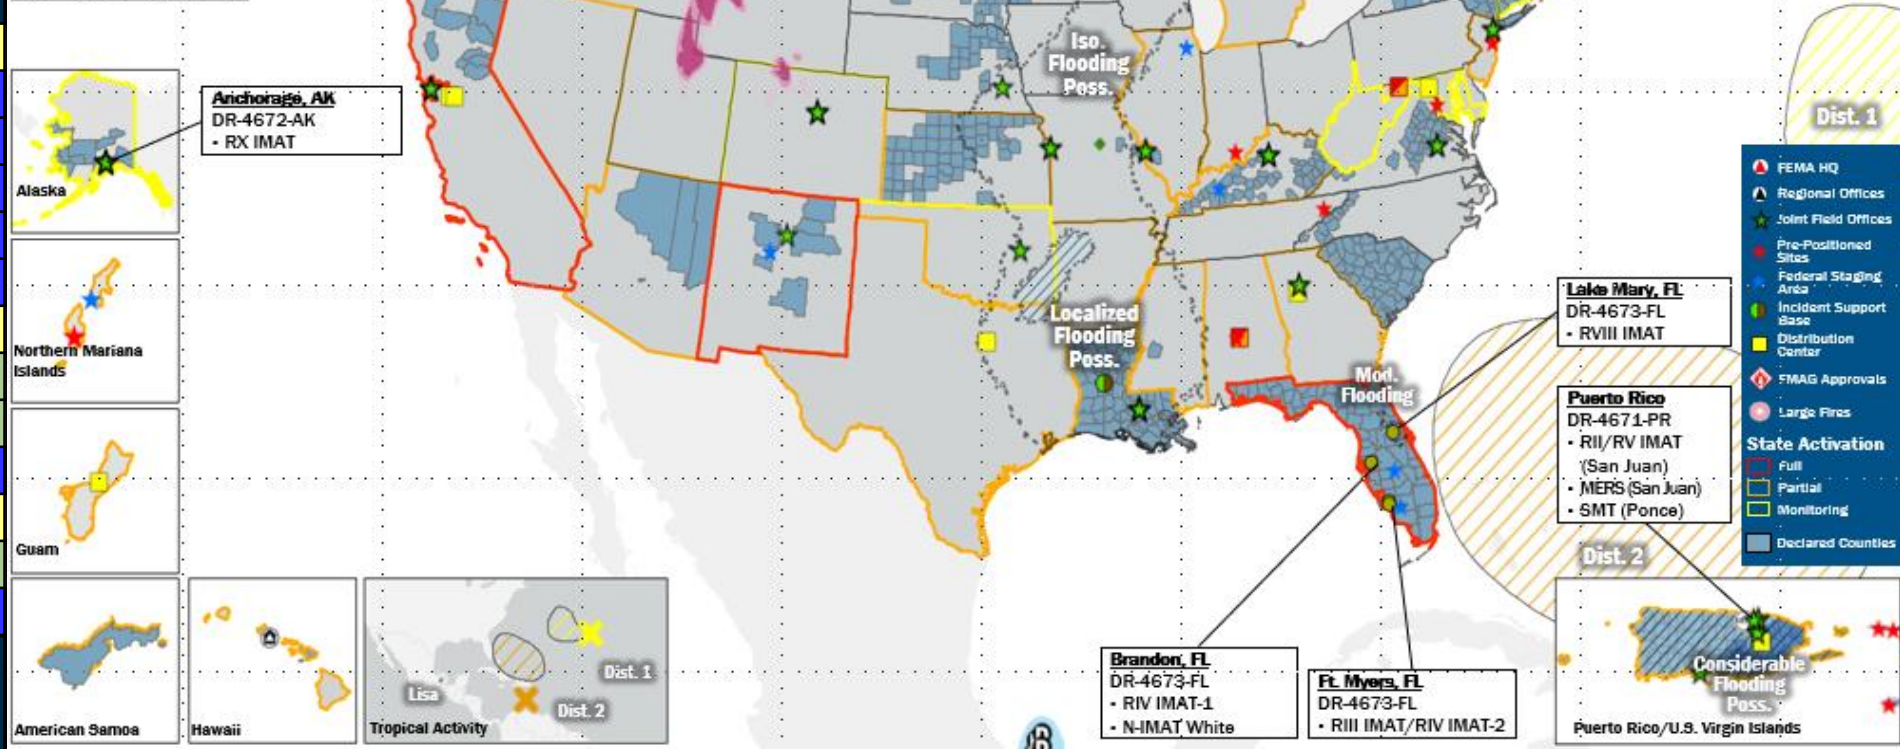 Iso.
Flooding
Poss.
Anchorage, AK
DR-4672-AK
- RX IMAT
Alaska
Dist. 1
FEMA HQ
Regional Offices
Joint Field Offices
Pre-Positioned
Sites
Federal Staging
Area
Incident Support
Base
Distribution
Center
FMAG Approvals
Large Fires
State Activation
Full
Partial
Monitoring
Declared Counties
Northern Mariana
Islands
Localized
Flooding
Poss.
Lake Mary, FL
DR-4673-FL
- RVIII IMAT
Mod.
Flooding
Puerto Rico
DR-4671-PR
- RII/RV IMAT
(San Juan)
- MERS (San Juan)
- SMT (Ponce)
Guam
Dist. 2
American Samoa
Hawaii
Lisa
Dist. 1
Dist. 2
Tropical Activity
Brandon, FL
DR-4673-FL
- RIV IMAT-1
- N-IMAT White
Ft. Myers, FL
DR-4673-FL
- RIII IMAT/RIV IMAT-2
Considerable
Flooding
Poss.
Puerto Rico/U.S. Virgin Islands